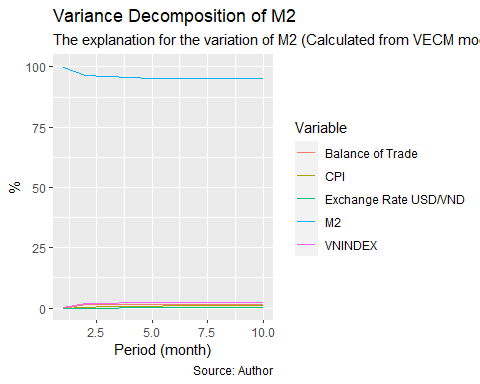 Variance Decomposition of M2
The explanation for the variation of M2 (Calculated from VECM mo
100
75
50
25
0
%
2.5
5.0
7.5
10.0
Period (month)
Source: Author
Variable
Balance of Trade
CPI
Exchange Rate USD/VND
M2
VNINDEX